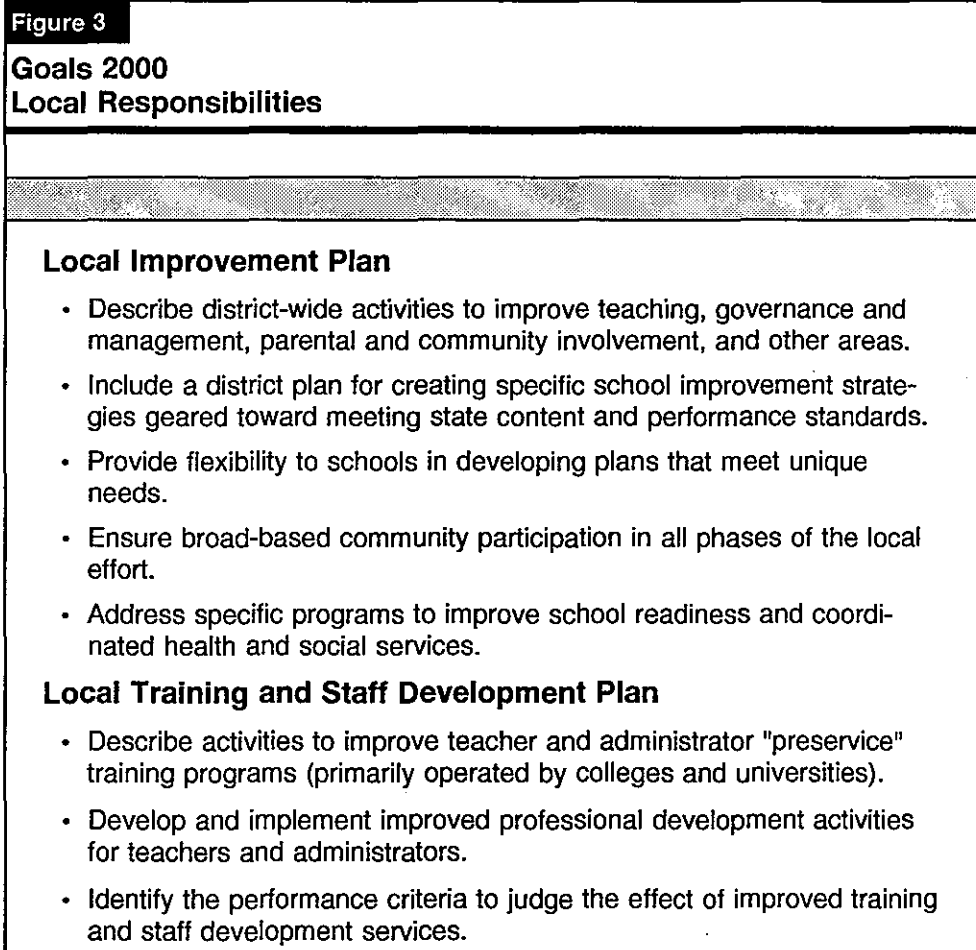 Figure 3
Goals 2000
Local Responsibilities
Local Improvement Plan
• Describe district-wide activities to improve teaching, governance and
management, parental and community involvement, and other areas.
• Include a district plan for creating specific school improvement strate-
gies geared toward meeting state content and performance standards.
• Provide flexibility to schools in developing plans that meet unique
needs.
• Ensure broad-based community participation in all phases of the local
effort.
• Address specific programs to improve school readiness and coordi-
nated health and social services.
Local Training and Staff Development Plan
• Describe activities to improve teacher and administrator "preservice"
training programs (primarily operated by colleges and universities).
• Develop and implement improved professional development activities
for teachers and administrators.
• Identify the performance criteria to judge the effect of improved training
and staff development services.